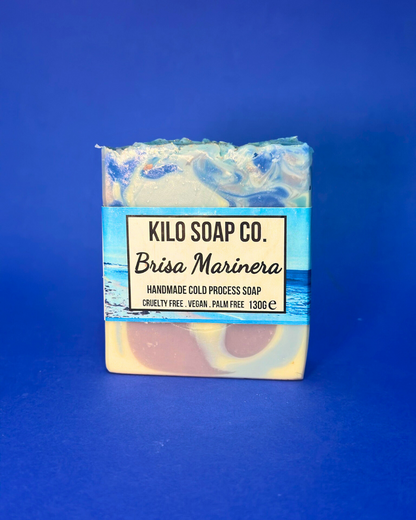 KILO SOAP CO.
Brisa Marinera
HANDMADE COLD PROCESS SOAP
CRUELTY FREE . VEGAN . PALM FREE 130G ℮